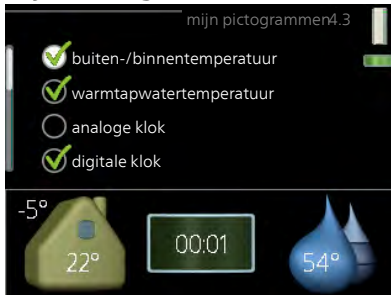 mijn pictogrammen4.3
buiten-/binnentemperatuur
warmtapwatertemperatuur
analoge klok
digitale klok
-5°
22°
00:01
54°